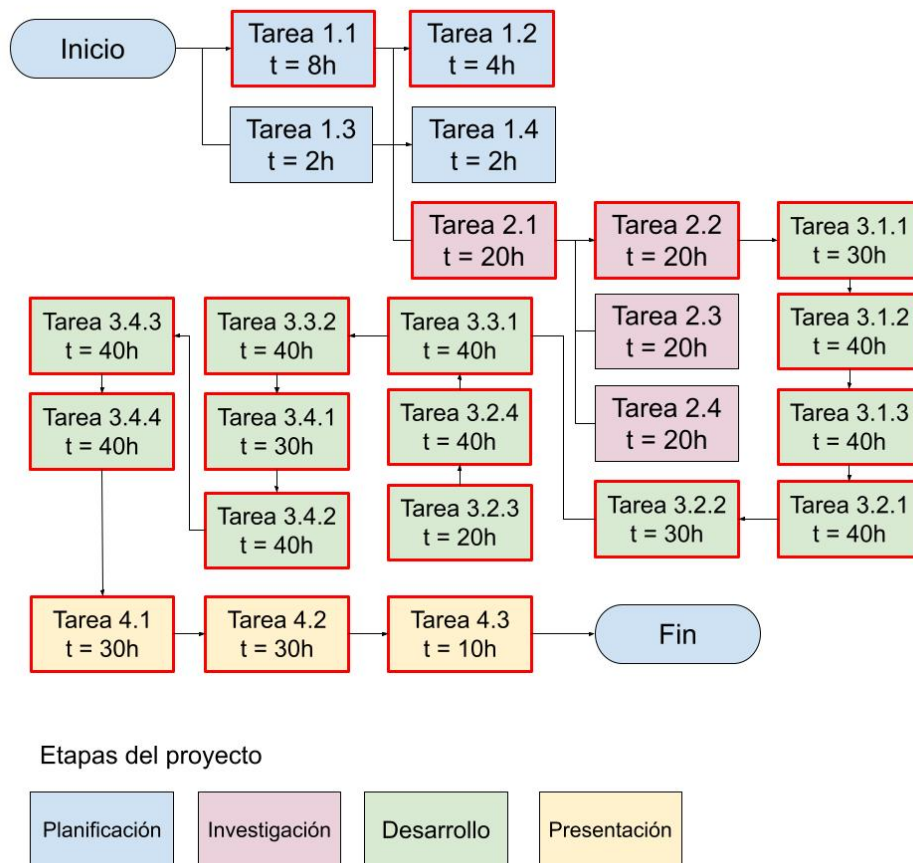 Inicio
Tarea 1.1
t = 8h
Tarea 1.2
t = 4h
Tarea 1.3
t = 2h
Tarea 1.4
t = 2h
Tarea 2.1
t = 20h
Tarea 2.2
t = 20h
Tarea 3.1.1
t = 30h
Tarea 3.4.3
t = 40h
Tarea 3.3.2
t = 40h
Tarea 3.3.1
t = 40h
Tarea 2.3
t = 20h
Tarea 3.1.2
t = 40h
Tarea 3.4.4
t = 40h
Tarea 3.4.1
t = 30h
Tarea 3.2.4
t = 40h
Tarea 2.4
t = 20h
Tarea 3.1.3
t = 40h
Tarea 3.4.2
t = 40h
Tarea 3.2.3
t = 20h
Tarea 3.2.2
t = 30h
Tarea 3.2.1
t = 40h
Tarea 4.1
t = 30h
Tarea 4.2
t = 30h
Tarea 4.3
t = 10h
Fin
Etapas del proyecto
Planificación
Investigación
Desarrollo
Presentación